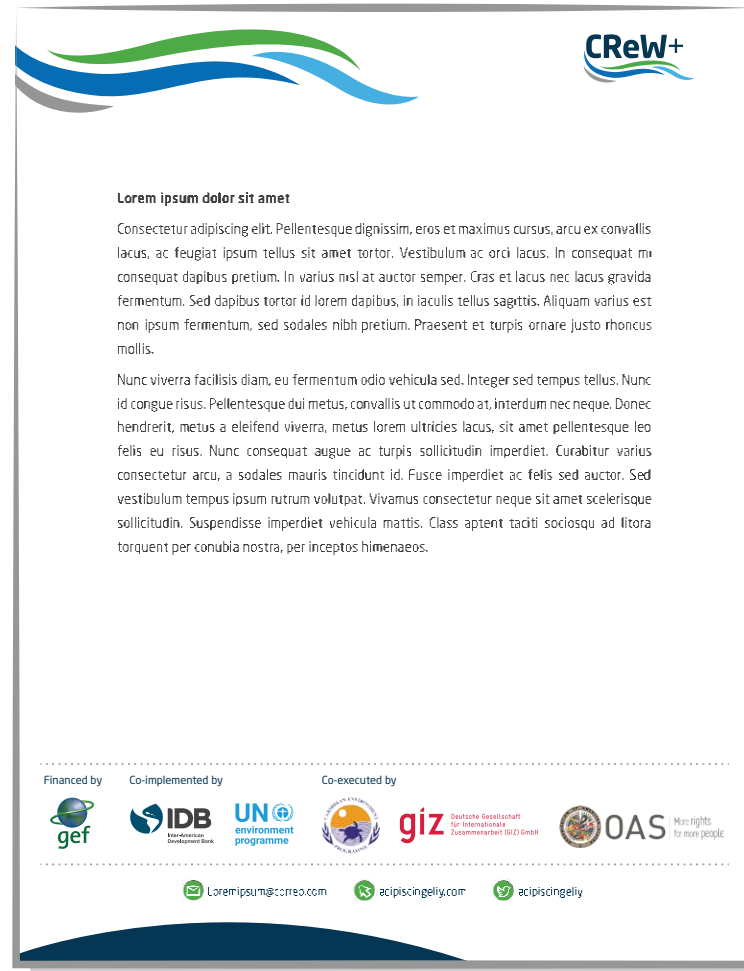 CReW+
Lorem ipsum dolor sit amet
Consectetur adipiscing elit. Pellentesque dignissim, eros et maximus cursus, arcu ex convallis
lacus, ac feugiat ipsum tellus sit amet tortor. Vestibulum ac orci lacus. In consequat mi
consequat dapibus pretium. In varius nisl at auctor semper. Cras et lacus nec lacus gravida
fermentum. Sed dapibus tortor id lorem dapibus, in iaculis tellus sagittis. Aliquam varius est
non ipsum fermentum, sed sodales nibh pretium. Praesent et turpis ornare justo rhoncus
mollis.
Nunc viverra facilisis diam, eu fermentum odio vehicula sed. Integer sed tempus tellus. Nunc
id congue risus. Pellentesque dui metus, convallis ut commodo at, interdum nec neque. Donec
hendrerit, metus a eleifend viverra, metus lorem ultricies lacus, sit amet pellentesque leo
felis eu risus. Nunc consequat augue ac turpis sollicitudin imperdiet. Curabitur varius
consectetur arcu, a sodales mauris tincidunt id. Fusce imperdiet ac felis sed auctor. Sed
vestibulum tempus ipsum rutrum volutpat. Vivamus consectetur neque sit amet scelerisque
sollicitudin. Suspendisse imperdiet vehicula mattis. Class aptent taciti sociosqu ad litora
torquent per conubia nostra, per inceptos himenaeos.
Financed by
Co-implemented by
Co-executed by
gef
IDB
Inter-American
Development Bank
UN
environment
programme
CARIBBEAN ENVIRONMENT
PROGRAMME
giz
Deutsche Gesellschaft
für Internationale
Zusammenarbeit (GIZ) GmbH
OAS
More rights
for more people
Loremipsum@correo.com
acipiscingeliy.com
acipiscingeliy